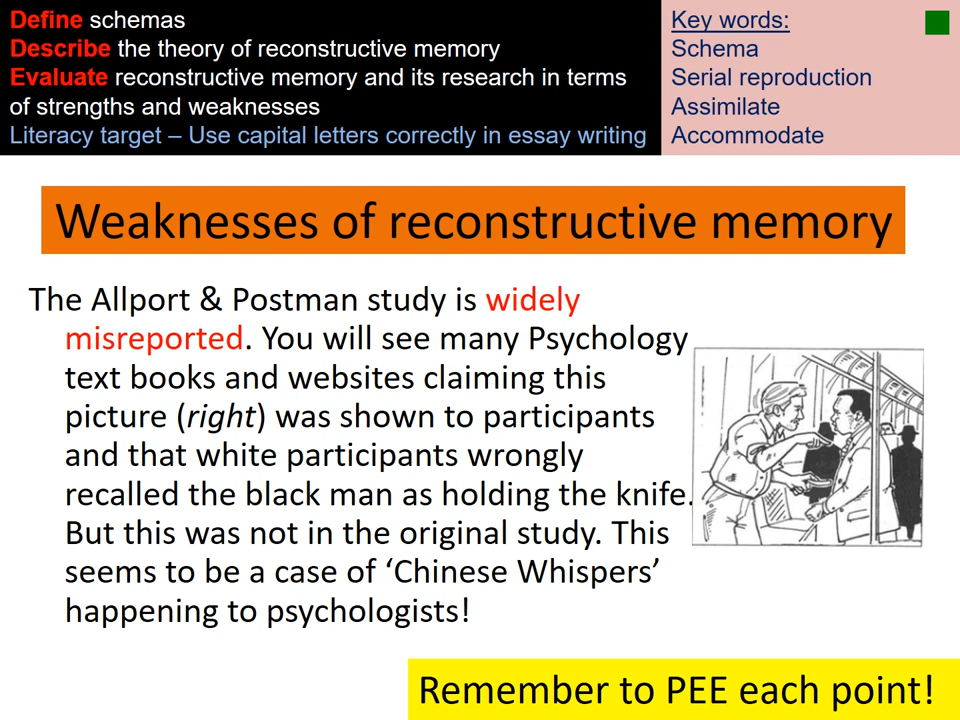 Define schemas
Describe the theory of reconstructive memory
Evaluate reconstructive memory and its research in terms
of strengths and weaknesses
Literacy target – Use capital letters correctly in essay writing
Key words:
Schema
Serial reproduction
Assimilate
Accommodate
Weaknesses of reconstructive memory
The Allport & Postman study is widely
misreported. You will see many Psychology
text books and websites claiming this
picture (right) was shown to participants
and that white participants wrongly
recalled the black man as holding the knife.
But this was not in the original study. This
seems to be a case of ‘Chinese Whispers’
happening to psychologists!
Remember to PEE each point!